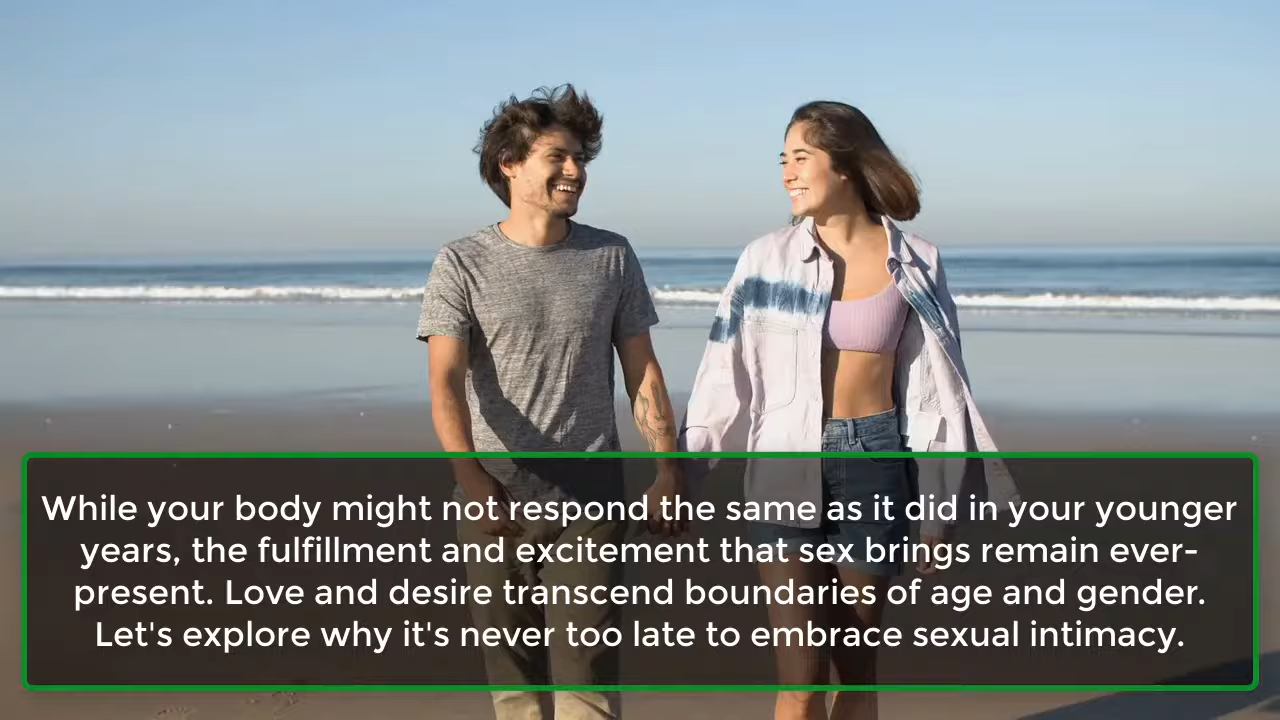 While your body might not respond the same as it did in your younger
years, the fulfillment and excitement that sex brings remain ever-
present. Love and desire transcend boundaries of age and gender.
Let's explore why it's never too late to embrace sexual intimacy.